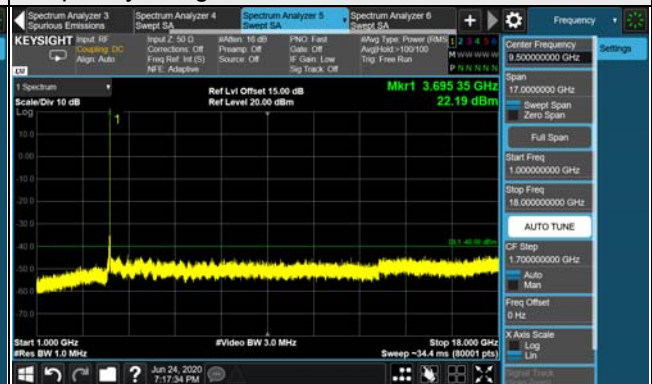 Spectrum Analyzer 3
Spurious Emissions
Spectrum Analyzer 4
Swept SA
Spectrum Analyzer 5
Swept SA
Spectrum Analyzer 6
Swept SA
Frequency
KEYSIGHT
Input: RF
Coupling: DC
Align: Auto
Input Z: 50 Ω
Corrections: Off
Freq Ref: Int (S)
NFE: Adaptive
#Atten: 16 dB
Preamp: Off
Source: Off
PNO: Fast
Gate: Off
IF Gain: Low
Sig Track: Off
#Avg Type: Power (RMS)
Avg|Hold >100/100
Trig: Free Run
1 2 3 4 5 6
M W W W W W
P N N N N N
LXI
Center Frequency
9.500000000 GHz
Settings
Span
17.0000000 GHz
Swept Span
Zero Span
Full Span
Start Freq
1.000000000 GHz
Stop Freq
18.000000000 GHz
AUTO TUNE
CF Step
1.700000000 GHz
Auto
Man
Freq Offset
0 Hz
X Axis Scale
Log
Lin
Signal Track
1 Spectrum
Scale/Div 10 dB
Log
Ref Lvl Offset 15.00 dB
Ref Level 20.00 dBm
Mkr1 3.695 35 GHz
22.19 dBm
1
10.0
0.00
-10.0
-20.0
-30.0
-40.0
DL1 -40.00 dBm
-50.0
-60.0
-70.0
Start 1.000 GHz
#Res BW 1.0 MHz
#Video BW 3.0 MHz
Stop 18.000 GHz
Sweep ~34.4 ms (80001 pts)
Jun 24, 2020
7:17:34 PM